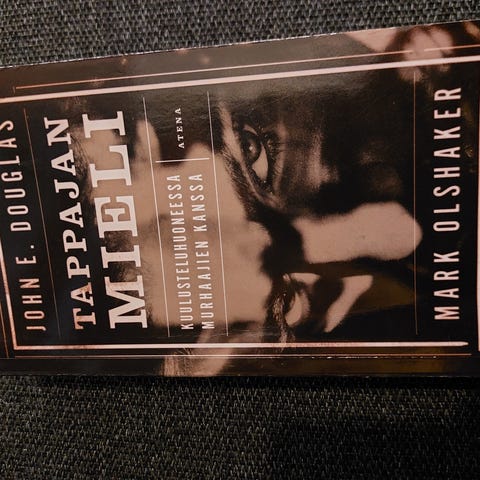 JOHN E. DOUGLAS
TAPPAJAN
MIELI
ATENA
KUULUSTELUHUONEESSA
MURHAAJIEN KANSSA
MARK OLSHAKER